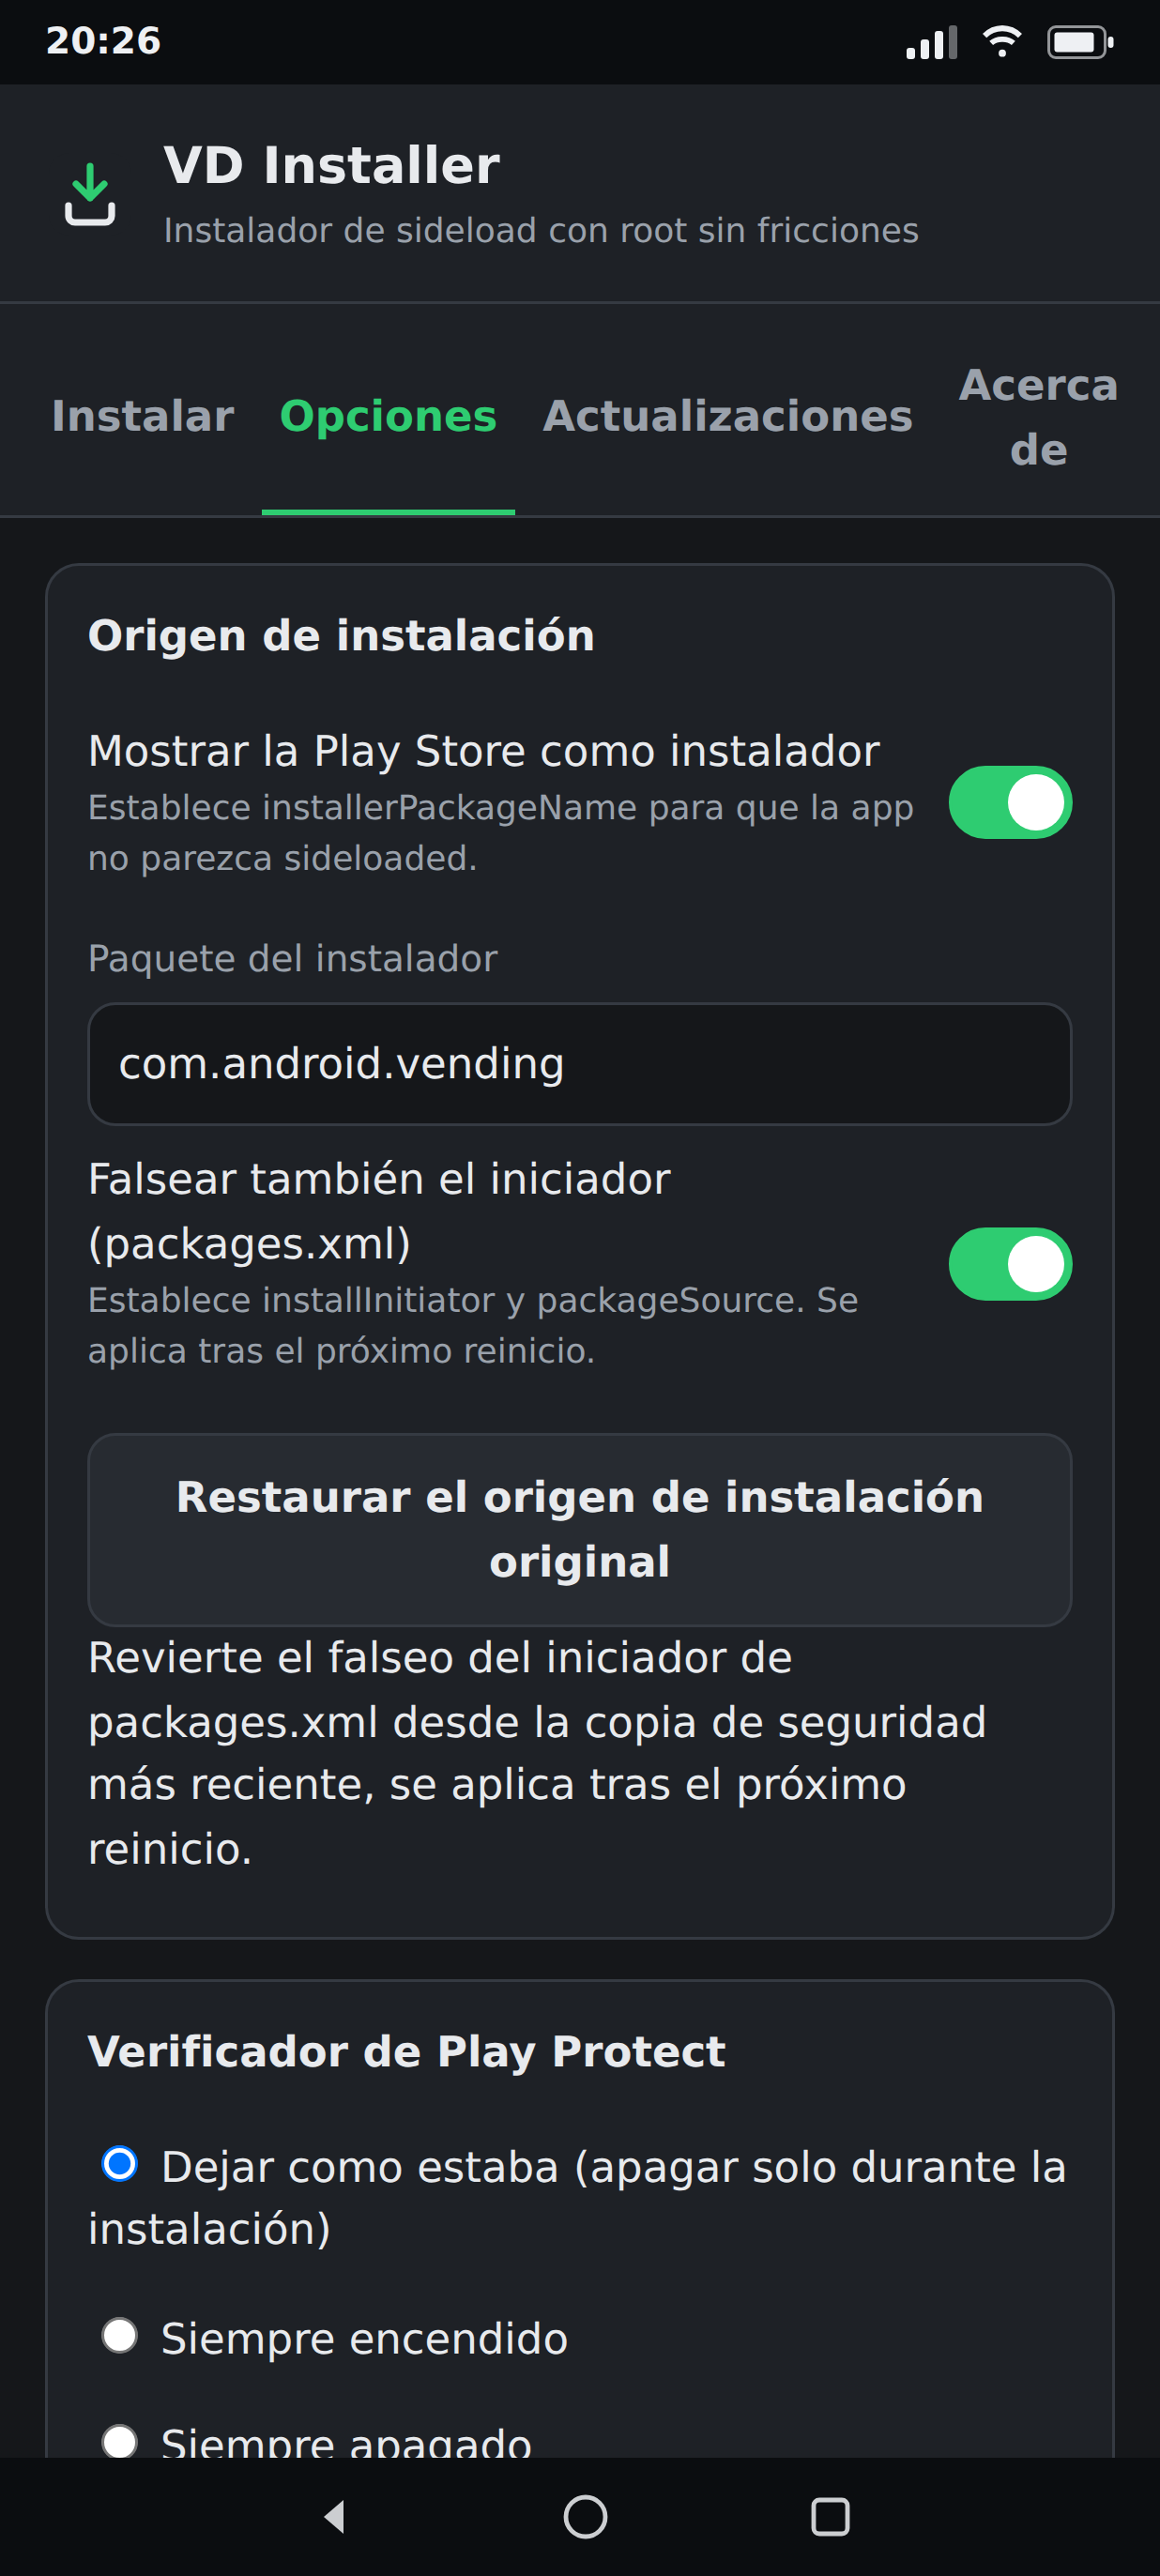 20:26
VD Installer
Instalador de sideload con root sin fricciones
Instalar
Opciones
Actualizaciones
Acerca
de
Origen de instalación
Mostrar la Play Store como instalador
Establece installerPackageName para que la app
no parezca sideloaded.
Paquete del instalador
com.android.vending
Falsear también el iniciador
(packages.xml)
Establece installInitiator y packageSource. Se
aplica tras el próximo reinicio.
Restaurar el origen de instalación
original
Revierte el falseo del iniciador de
packages.xml desde la copia de seguridad
más reciente, se aplica tras el próximo
reinicio.
Verificador de Play Protect
Dejar como estaba (apagar solo durante la
instalación)
Siempre encendido
Siempre apagado